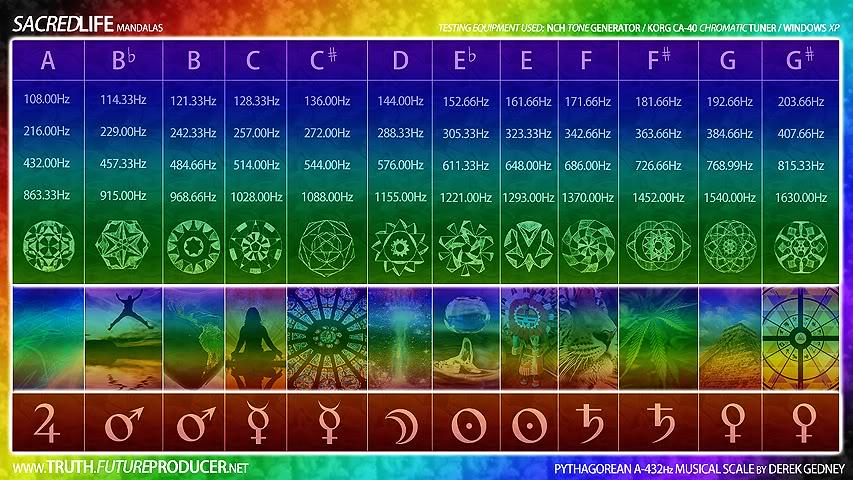 SACREDLIFE MANDALAS
TESTING EQUIPMENT USED: NCH TONE GENERATOR / KORG CA-40 CHROMATIC TUNER / WINDOWS XP
A B♭ B C C♯ D E♭ E F F♯ G G♯
108.00Hz 114.33Hz 121.33Hz 128.33Hz 136.00Hz 144.00Hz 152.66Hz 161.66Hz 171.66Hz 181.66Hz 192.66Hz 203.66Hz
216.00Hz 229.00Hz 242.33Hz 257.00Hz 272.00Hz 288.33Hz 305.33Hz 323.33Hz 342.66Hz 363.66Hz 384.66Hz 407.66Hz
432.00Hz 457.33Hz 484.66Hz 514.00Hz 544.00Hz 576.00Hz 611.33Hz 648.00Hz 686.00Hz 726.66Hz 768.99Hz 815.33Hz
863.33Hz 915.00Hz 968.66Hz 1028.00Hz 1088.00Hz 1155.00Hz 1221.00Hz 1293.00Hz 1370.00Hz 1452.00Hz 1540.00Hz 1630.00Hz
♃ ♂ ♂ ☿ ☿ ☽ ☉ ☉ ♄ ♄ ♀ ♀
WWW.TRUTH.FUTUREPRODUCER.NET
PYTHAGOREAN A-432Hz MUSICAL SCALE BY DEREK GEDNEY